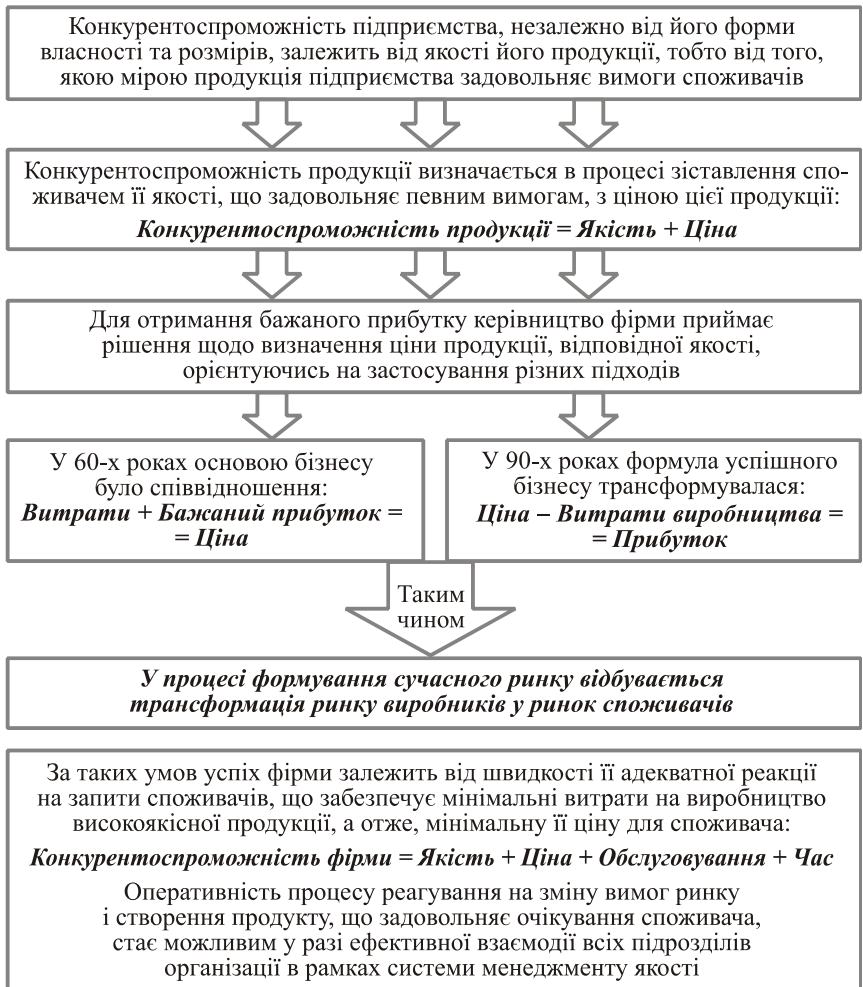 Конкурентоспроможність підприємства, незалежно від його форми
власності та розмірів, залежить від якості його продукції, тобто від того,
якою мірою продукція підприємства задовольняє вимоги споживачів
Конкурентоспроможність продукції визначається в процесі зіставлення спо-
живачем її якості, що задовольняє певним вимогам, з ціною цієї продукції:
Конкурентоспроможність продукції = Якість + Ціна
Для отримання бажаного прибутку керівництво фірми приймає
рішення щодо визначення ціни продукції, відповідної якості,
орієнтуючись на застосування різних підходів
У 60-х роках основою бізнесу
було співвідношення:
Витрати + Бажаний прибуток =
= Ціна
У 90-х роках формула успішного
бізнесу трансформувалася:
Ціна – Витрати виробництва =
= Прибуток
Таким
чином
У процесі формування сучасного ринку відбувається
трансформація ринку виробників у ринок споживачів
За таких умов успіх фірми залежить від швидкості її адекватної реакції
на запити споживачів, що забезпечує мінімальні витрати на виробництво
високоякісної продукції, а отже, мінімальну її ціну для споживача:
Конкурентоспроможність фірми = Якість + Ціна + Обслуговування + Час
Оперативність процесу реагування на зміну вимог ринку
і створення продукту, що задовольняє очікування споживача,
стає можливим у разі ефективної взаємодії всіх підрозділів
організації в рамках системи менеджменту якості